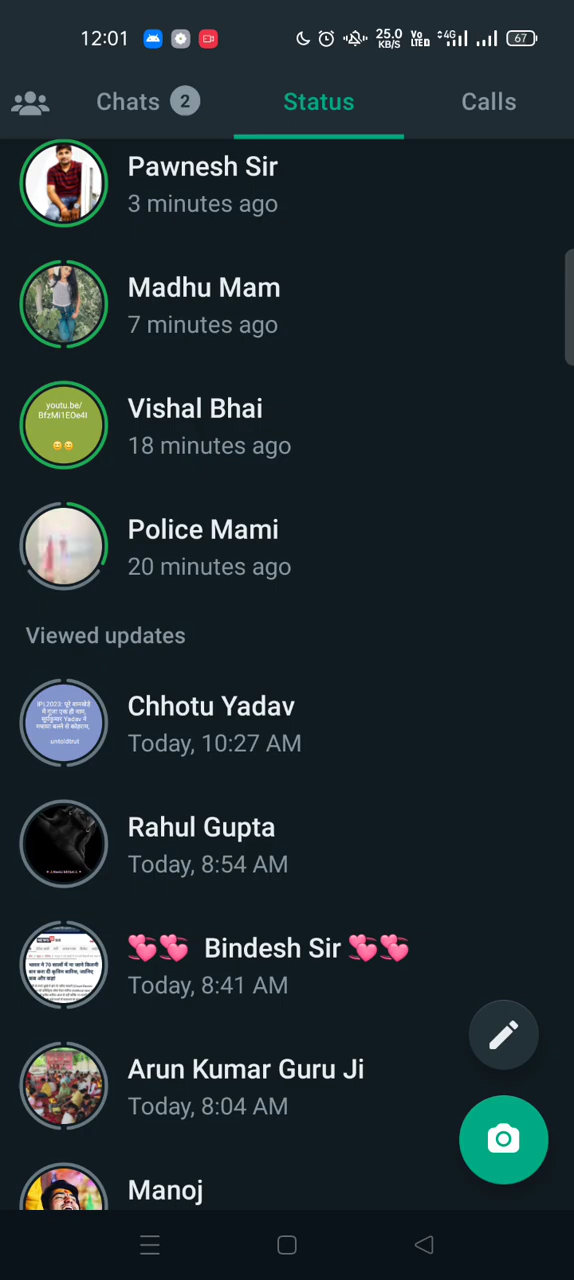 12:01
25.0
KB/S
Vo
LTE
4G
67
Chats 2
Status
Calls
Pawnesh Sir
3 minutes ago
Madhu Mam
7 minutes ago
youtu.be/
BfzMi1EOe4I
Vishal Bhai
18 minutes ago
Police Mami
20 minutes ago
Viewed updates
Chhotu Yadav
Today, 10:27 AM
Rahul Gupta
Today, 8:54 AM
💞💞 Bindesh Sir 💞💞
Today, 8:41 AM
Arun Kumar Guru Ji
Today, 8:04 AM
Manoj